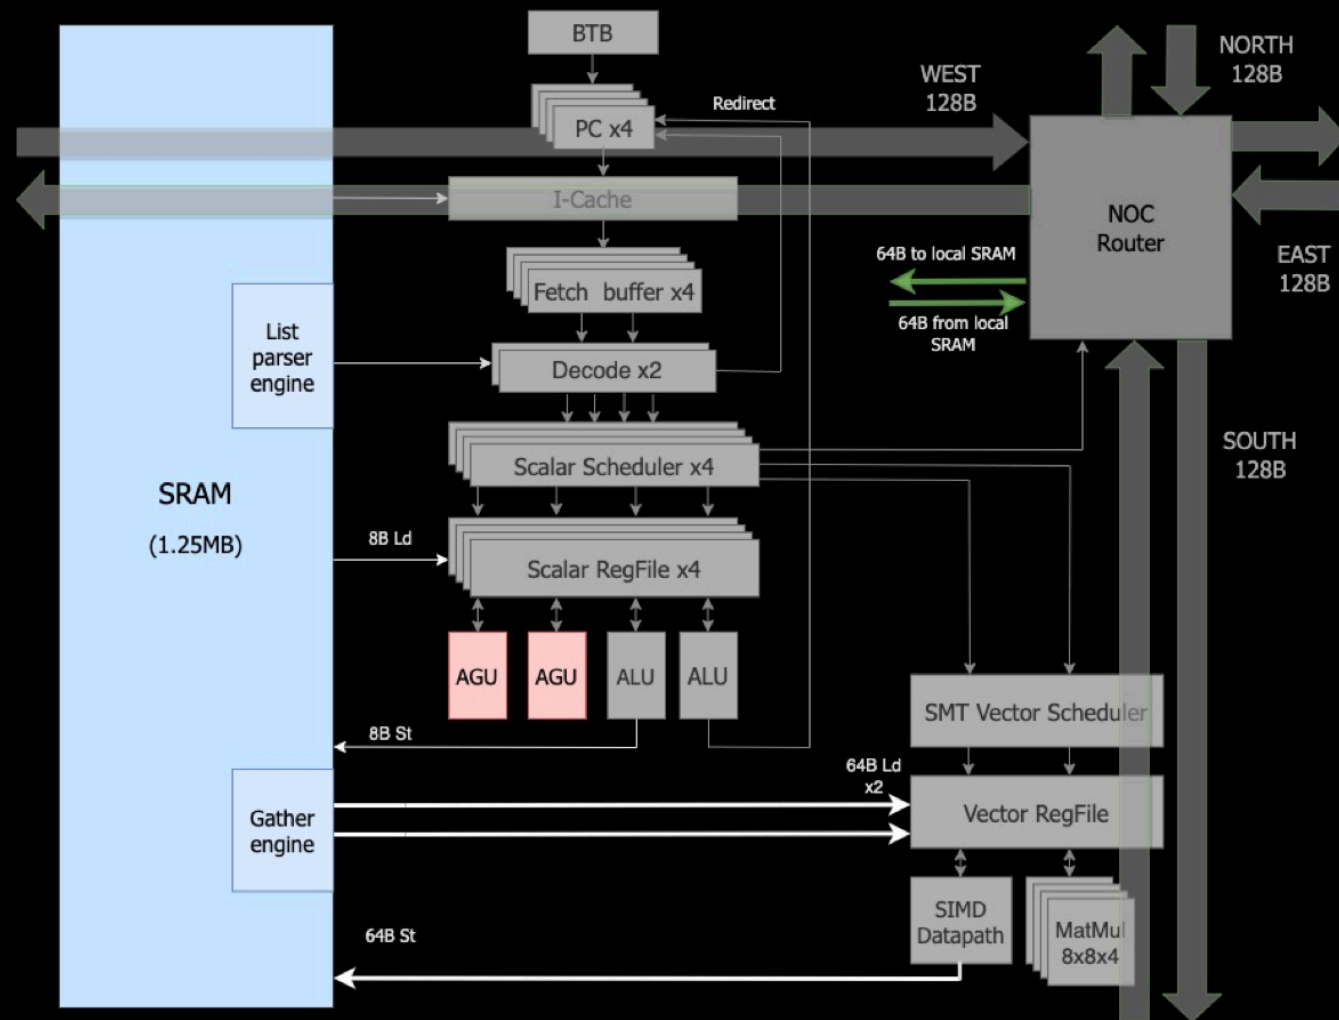 BTB
PC x4
Redirect
WEST
128B
NORTH
128B
I-Cache
NOC
Router
EAST
128B
64B to local SRAM
64B from local
SRAM
Fetch buffer x4
List
parser
engine
Decode x2
SOUTH
128B
Scalar Scheduler x4
SRAM
(1.25MB)
8B Ld
Scalar RegFile x4
AGU
AGU
ALU
ALU
SMT Vector Scheduler
8B St
64B Ld
x2
Gather
engine
Vector RegFile
SIMD
Datapath
MatMul
8x8x4
64B St